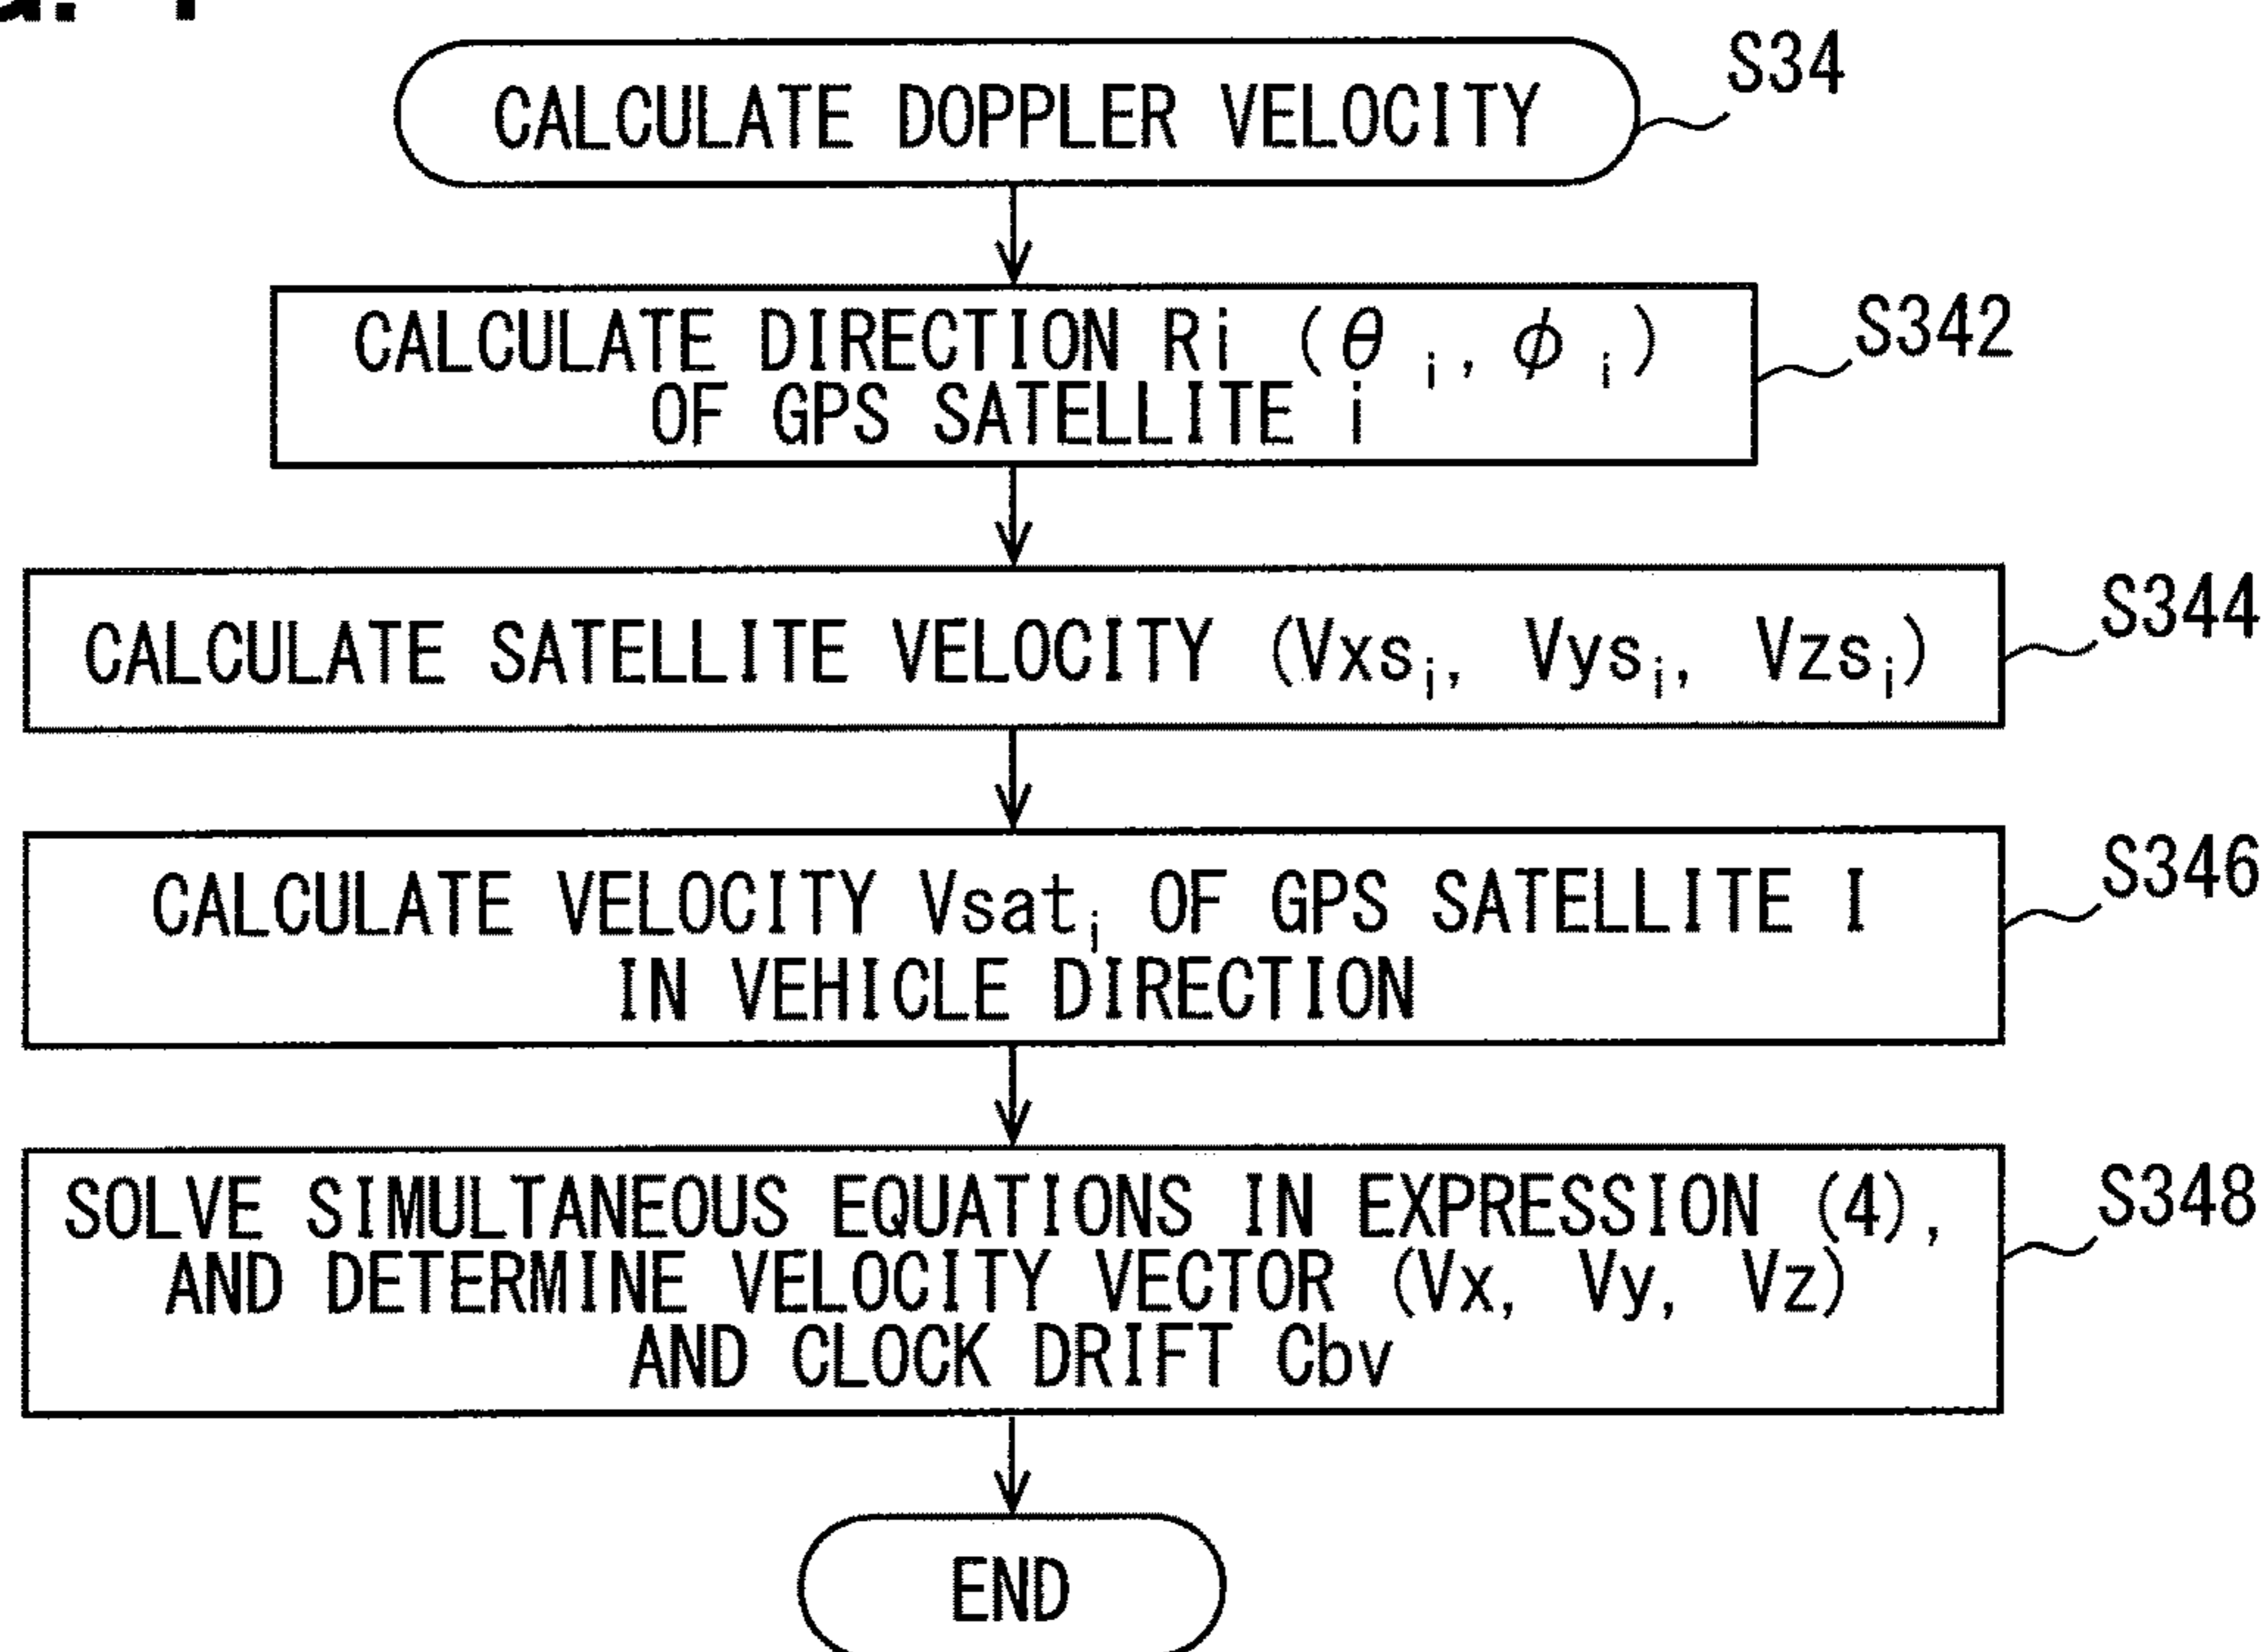 CALCULATE DOPPLER VELOCITY
S34
CALCULATE DIRECTION Ri (θi, ϕi)
OF GPS SATELLITE i
S342
CALCULATE SATELLITE VELOCITY (Vxsi, Vysi, Vzsi)
S344
CALCULATE VELOCITY Vsati OF GPS SATELLITE I
IN VEHICLE DIRECTION
S346
SOLVE SIMULTANEOUS EQUATIONS IN EXPRESSION (4),
AND DETERMINE VELOCITY VECTOR (Vx, Vy, Vz)
AND CLOCK DRIFT Cbv
S348
END